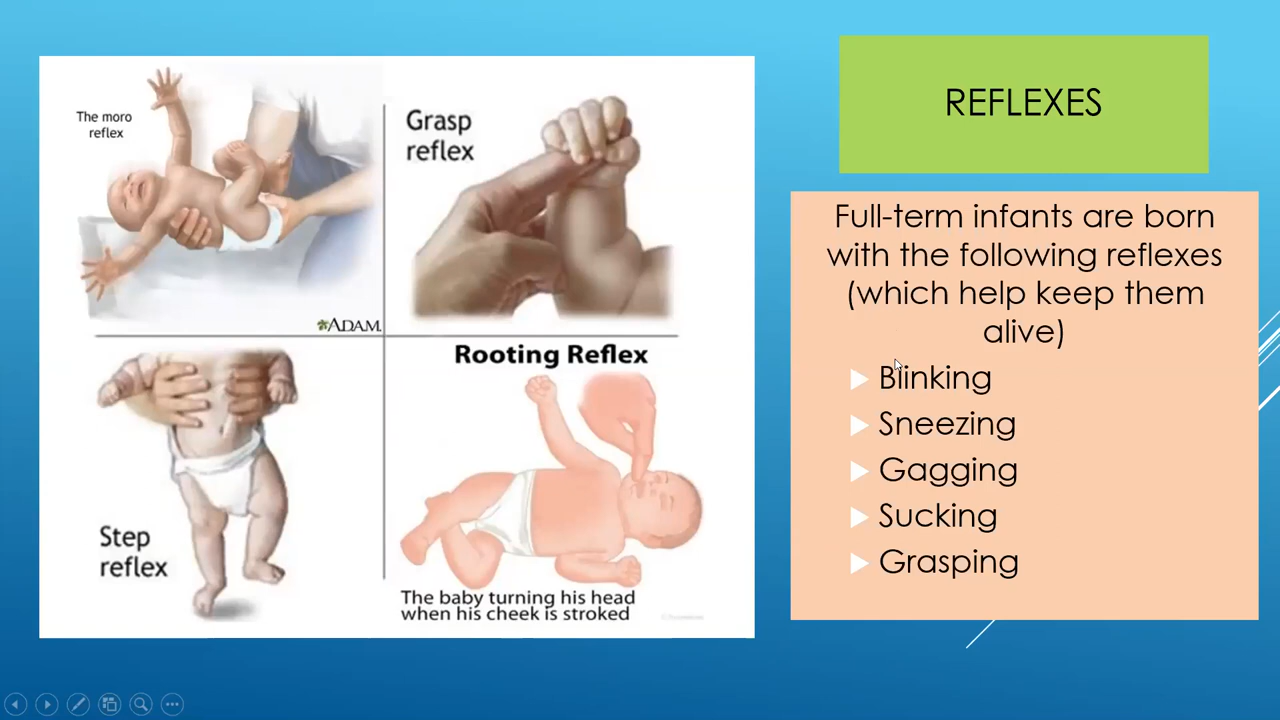 The moro
reflex
ADAM.
Grasp
reflex
Step
reflex
Rooting Reflex
The baby turning his head
when his cheek is stroked
REFLEXES
Full-term infants are born
with the following reflexes
(which help keep them
alive)
Blinking
Sneezing
Gagging
Sucking
Grasping